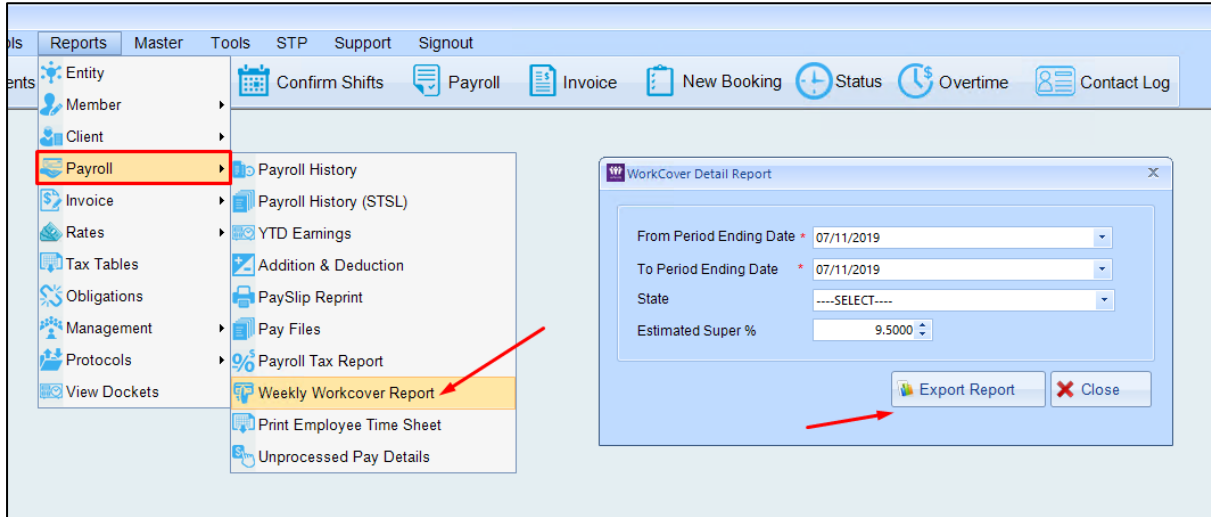 Reports Master Tools STP Support Signout
Confirm Shifts Payroll Invoice New Booking Status Overtime Contact Log
Entity
Member
Client
Payroll
Invoice
Rates
Tax Tables
Obligations
Management
Protocols
View Dockets
Payroll History
Payroll History (STSL)
YTD Earnings
Addition & Deduction
PaySlip Reprint
Pay Files
Payroll Tax Report
Weekly Workcover Report
Print Employee Time Sheet
Unprocessed Pay Details
WorkCover Detail Report X
From Period Ending Date * 07/11/2019
To Period Ending Date * 07/11/2019
State ----SELECT----
Estimated Super % 9.5000
Export Report Close